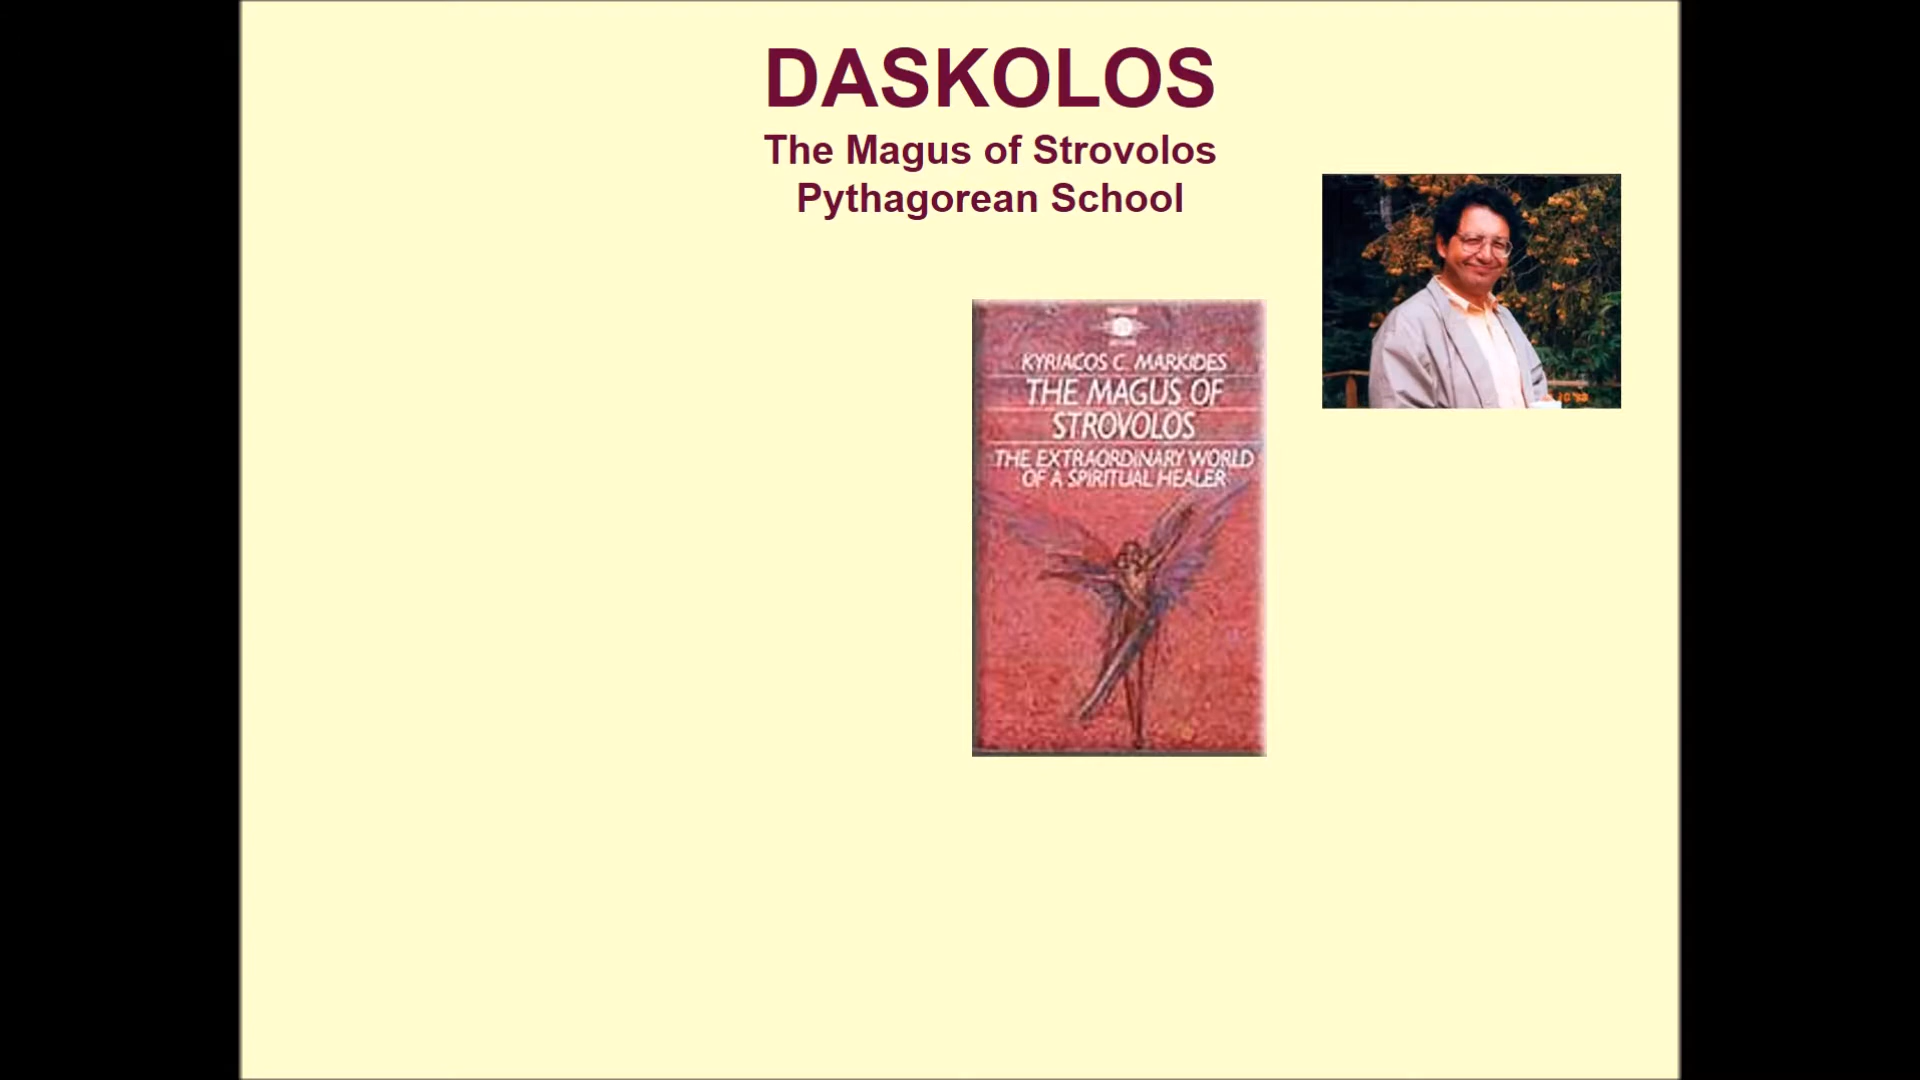 DASKOLOS
The Magus of Strovolos
Pythagorean School
KYRIACOS C. MARKIDES
THE MAGUS OF
STROVOLOS
THE EXTRAORDINARY WORLD
OF A SPIRITUAL HEALER